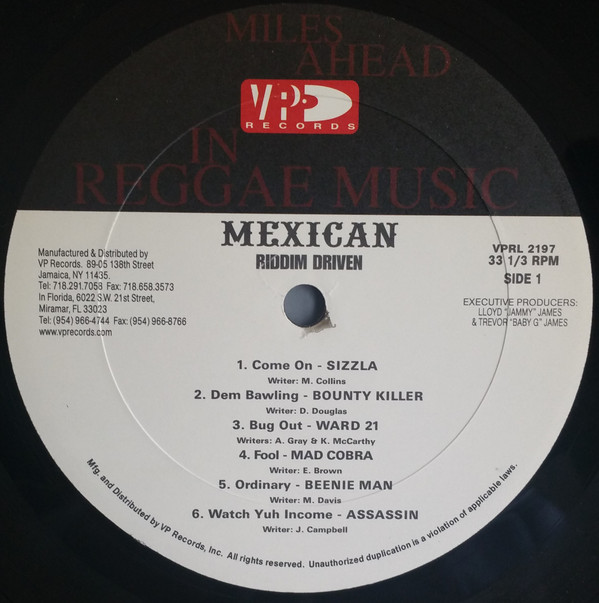 MILES
AHEAD
VP
RECORDS
IN
REGGAE MUSIC
MEXICAN
RIDDIM DRIVEN
Manufactured & Distributed by
VP Records. 89-05 138th Street
Jamaica, NY 11435.
Tel: 718.291.7058 Fax: 718.658.3573
In Florida, 6022 S.W. 21st Street,
Miramar, FL 33023
Tel: (954) 966-4744 Fax: (954) 966-8766
www.vprecords.com
VPRL 2197
33 1/3 RPM
SIDE 1
EXECUTIVE PRODUCERS:
LLOYD "JAMMY" JAMES
& TREVOR "BABY G" JAMES
1. Come On - SIZZLA
Writer: M. Collins
2. Dem Bawling - BOUNTY KILLER
Writer: D. Douglas
3. Bug Out - WARD 21
Writers: A. Gray & K. McCarthy
4. Fool - MAD COBRA
Writer: E. Brown
5. Ordinary - BEENIE MAN
Writer: M. Davis
6. Watch Yuh Income - ASSASSIN
Writer: J. Campbell
Mfg. and Distributed by VP Records, Inc. All rights reserved. Unauthorized duplication is a violation of applicable laws.